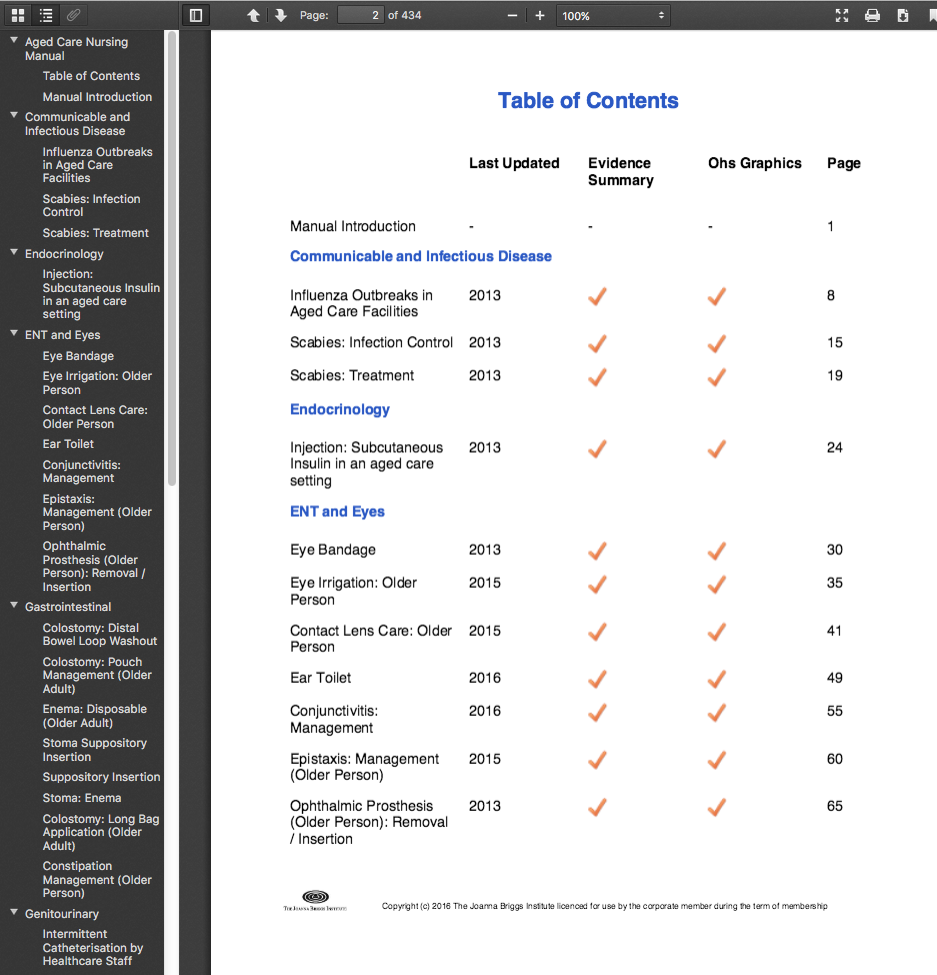 Page: 2 of 434 100%
Aged Care Nursing
Manual
Table of Contents
Manual Introduction
Communicable and
Infectious Disease
Influenza Outbreaks
in Aged Care
Facilities
Scabies: Infection
Control
Scabies: Treatment
Endocrinology
Injection:
Subcutaneous Insulin
in an aged care
setting
ENT and Eyes
Eye Bandage
Eye Irrigation: Older
Person
Contact Lens Care:
Older Person
Ear Toilet
Conjunctivitis:
Management
Epistaxis:
Management (Older
Person)
Ophthalmic
Prosthesis (Older
Person): Removal /
Insertion
Gastrointestinal
Colostomy: Distal
Bowel Loop Washout
Colostomy: Pouch
Management (Older
Adult)
Enema: Disposable
(Older Adult)
Stoma Suppository
Insertion
Suppository Insertion
Stoma: Enema
Colostomy: Long Bag
Application (Older
Adult)
Constipation
Management (Older
Person)
Genitourinary
Intermittent
Catheterisation by
Healthcare Staff
Table of Contents
Last Updated Evidence Ohs Graphics Page
Summary
Manual Introduction - - - 1
Communicable and Infectious Disease
Influenza Outbreaks in 2013 ✓ ✓ 8
Aged Care Facilities
Scabies: Infection Control 2013 ✓ ✓ 15
Scabies: Treatment 2013 ✓ ✓ 19
Endocrinology
Injection: Subcutaneous 2013 ✓ ✓ 24
Insulin in an aged care
setting
ENT and Eyes
Eye Bandage 2013 ✓ ✓ 30
Eye Irrigation: Older 2015 ✓ ✓ 35
Person
Contact Lens Care: Older 2015 ✓ ✓ 41
Person
Ear Toilet 2016 ✓ ✓ 49
Conjunctivitis: 2016 ✓ ✓ 55
Management
Epistaxis: Management 2015 ✓ ✓ 60
(Older Person)
Ophthalmic Prosthesis 2013 ✓ ✓ 65
(Older Person): Removal
/ Insertion
The Joanna Briggs Institute
Copyright (c) 2016 The Joanna Briggs Institute licenced for use by the corporate member during the term of membership